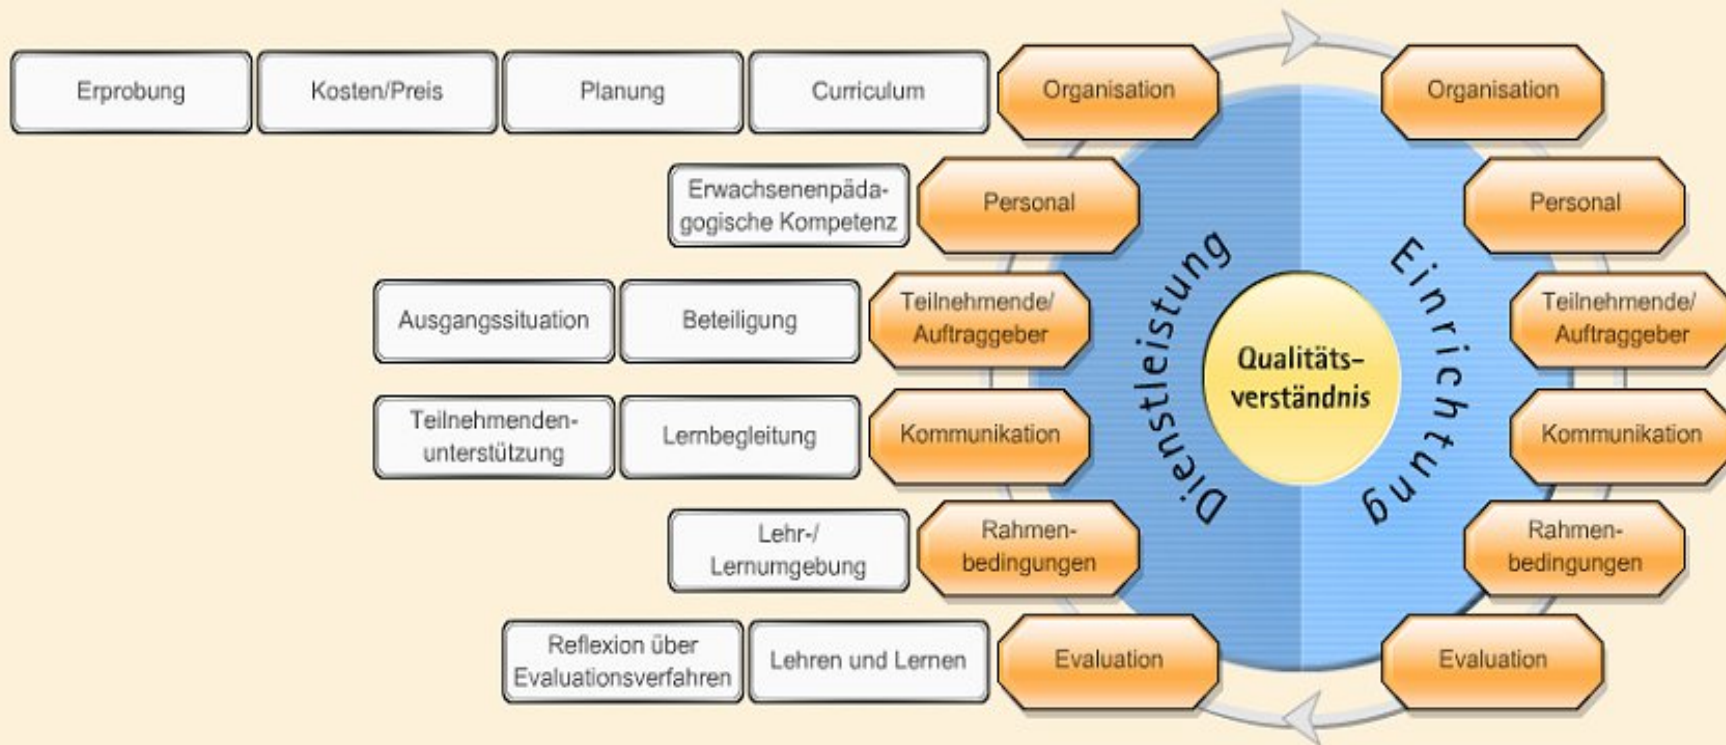 Erprobung
Kosten/Preis
Planung
Curriculum
Organisation
Organisation
Erwachsenenpäda-
gogische Kompetenz
Personal
Personal
Ausgangssituation
Beteiligung
Teilnehmende/
Auftraggeber
Teilnehmende/
Auftraggeber
Dienstleistung
Qualitäts-
verständnis
Einrichtung
Teilnehmenden-
unterstützung
Lernbegleitung
Kommunikation
Kommunikation
Lehr-/
Lernumgebung
Rahmen-
bedingungen
Rahmen-
bedingungen
Reflexion über
Evaluationsverfahren
Lehren und Lernen
Evaluation
Evaluation